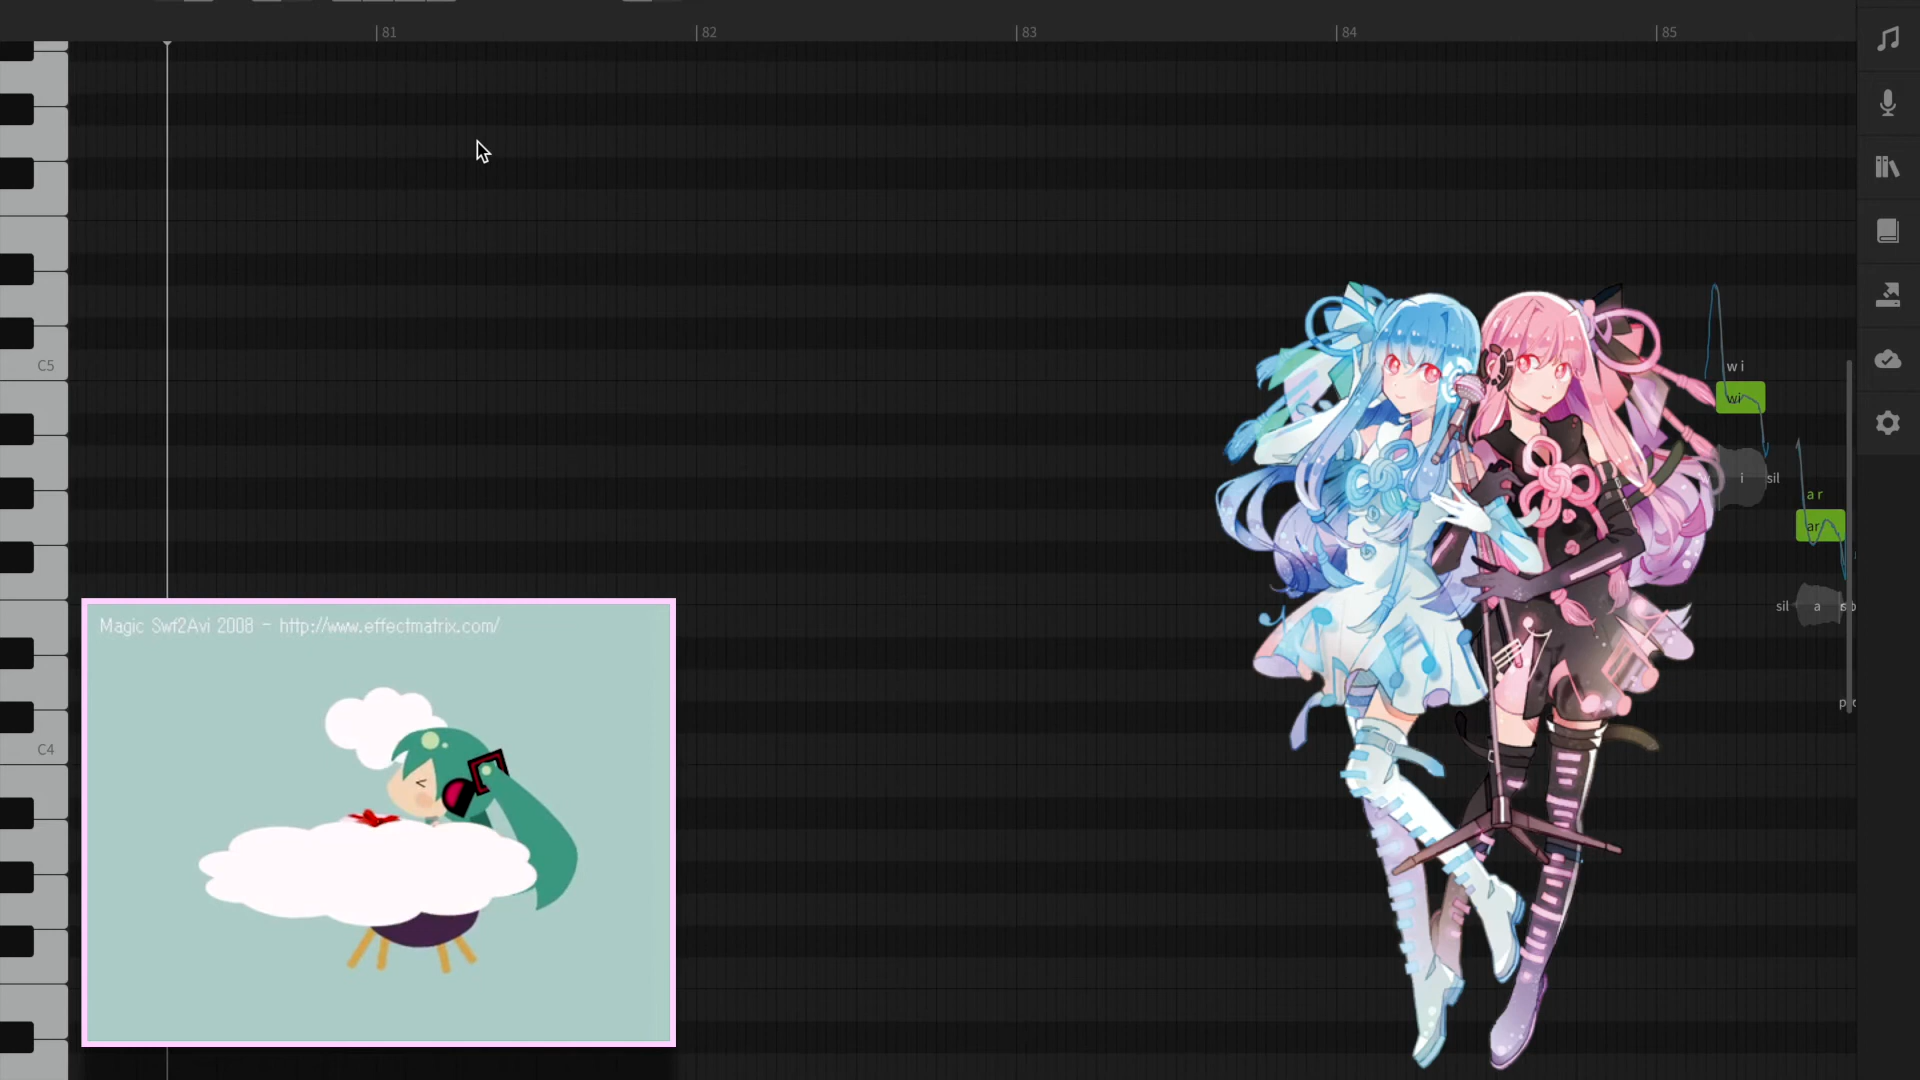 81 82 83 84 85
C5
w i
wi
i sil
a r
ar
sil a
C4
Magic Swf2Avi 2008 - http://www.effectmatrix.com/